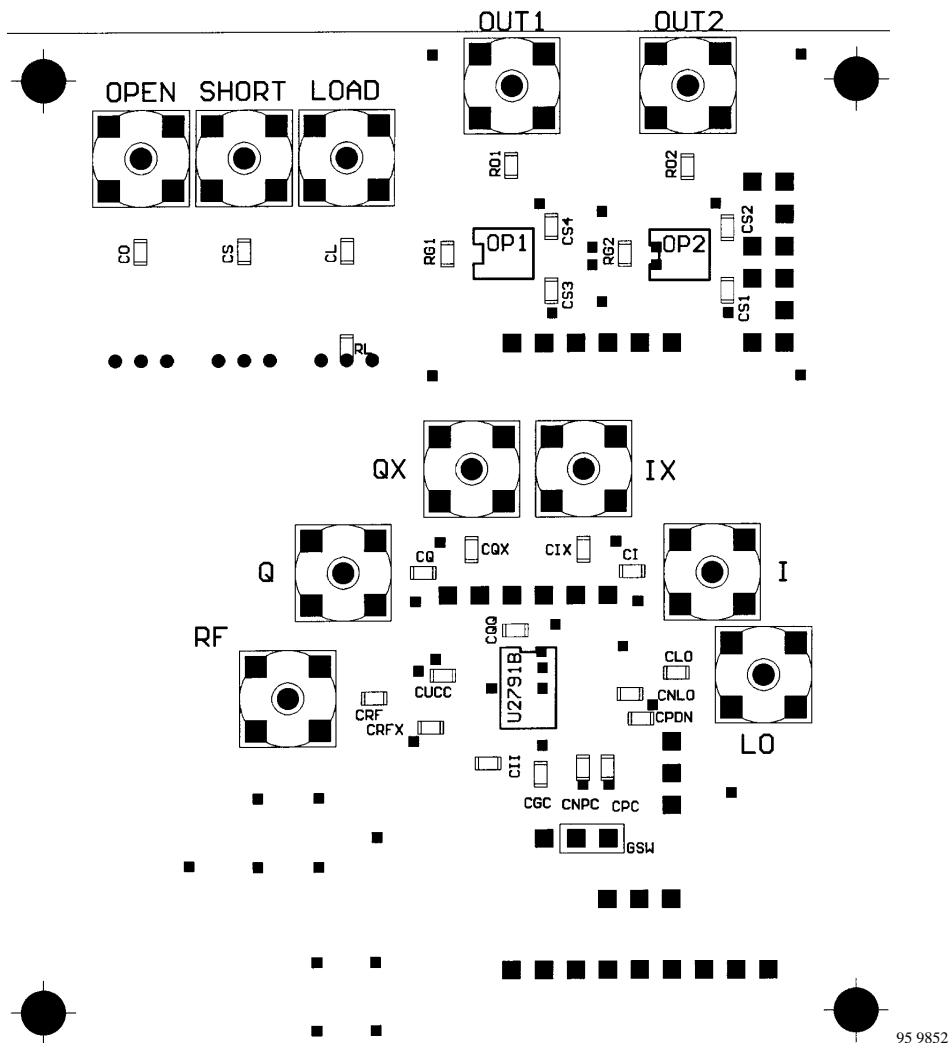 OUT1 OUT2
OPEN SHORT LOAD
RO1 RO2
CO CS CL RG1 OP1 CS4 RG2 OP2 CS2
CS3 CS1
RL
QX IX
Q CQ CQX CIX CI I
RF CQQ
CUCC U2791B CLO
CRF CNLO
CRFX CPDN
LO
CII
CGC CNPC CPC
GSW
95 9852